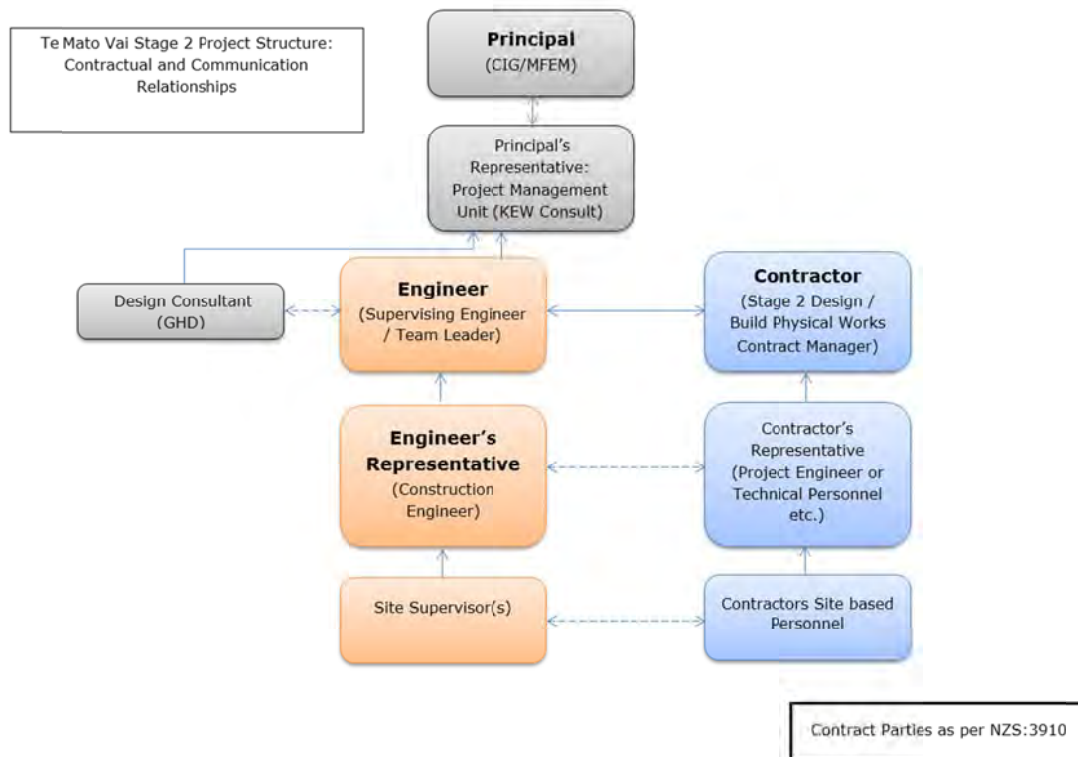 Te Mato Vai Stage 2 Project Structure:
Contractual and Communication
Relationships
Principal
(CIG/MFEM)
Principal's
Representative:
Project Management
Unit (KEW Consult)
Design Consultant
(GHD)
Engineer
(Supervising Engineer
/ Team Leader)
Contractor
(Stage 2 Design /
Build Physical Works
Contract Manager)
Engineer's
Representative
(Construction
Engineer)
Contractor's
Representative
(Project Engineer or
Technical Personnel
etc.)
Site Supervisor(s)
Contractors Site based
Personnel
Contract Parties as per NZS:3910